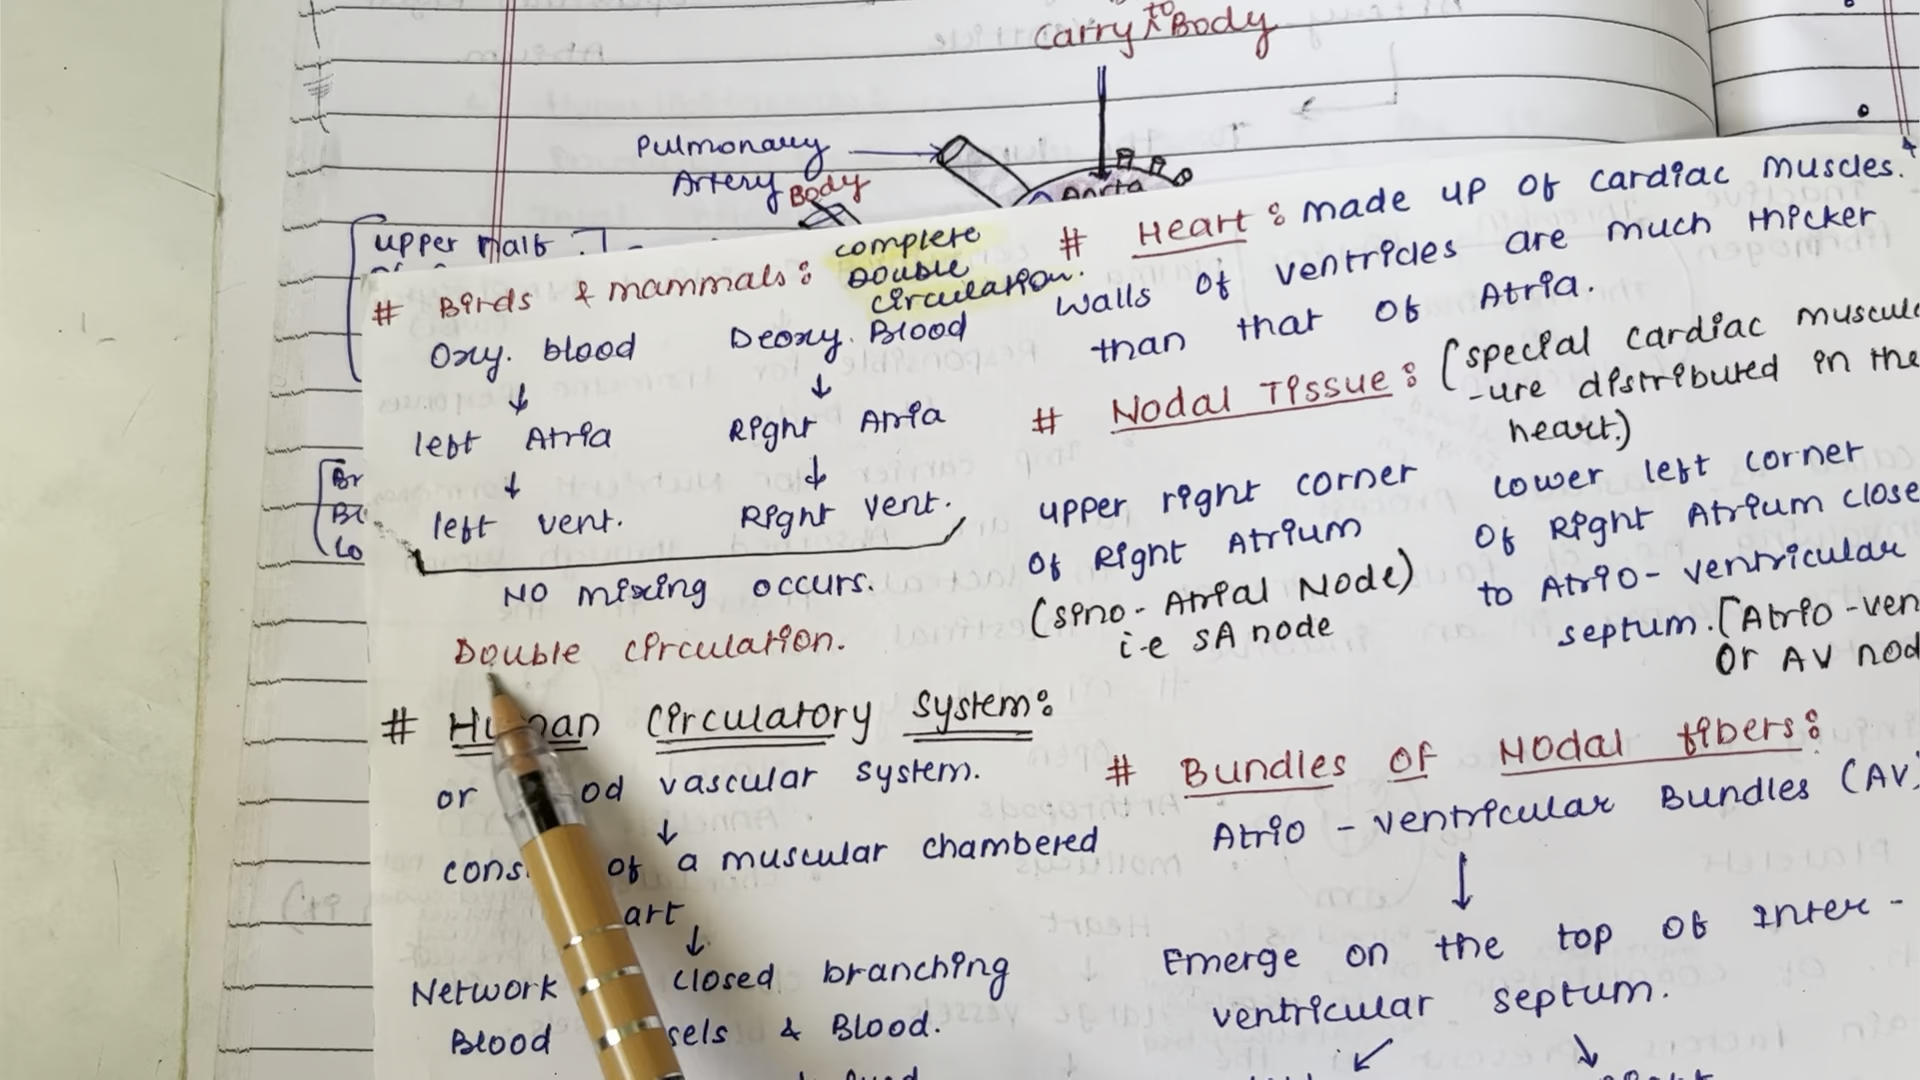 Carry to Body
Pulmonary
Artery
Body
Aorta
upper half
# Birds & mammals: complete
Double
circulation.
Oxy. blood
↓
left Atria
↓
left vent.
Deoxy. Blood
↓
Right Atria
↓
Right vent.
NO mixing occurs.
Double circulation.
# Human Circulatory System:
or od vascular system.
↓
cons of a muscular chambered
art
↓
Network closed branching
Blood sels & Blood.
# Heart: made up of cardiac muscles.
Walls of ventricles are much thicker
than that of Atria.
# Nodal Tissue: (special cardiac muscul
-ure distributed in the
heart.)
upper right corner
of Right Atrium
(sino-Atrial Node)
i.e SA node
Lower left corner
of Right Atrium close
to Atrio-ventricular
septum. [Atrio-ven
or AV nod
# Bundles of Nodal fibers:
Atrio-ventricular Bundles (AV)
↓
Emerge on the top of Inter-
ventricular septum.